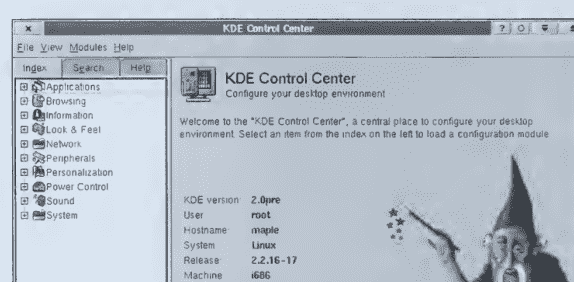 KDE Control Center
File View Modules Help
Index Search Help
Applications
Browsing
Information
Look & Feel
Network
Peripherals
Personalization
Power Control
Sound
System
KDE Control Center
Configure your desktop environment
Welcome to the "KDE Control Center", a central place to configure your desktop
environment. Select an item from the index on the left to load a configuration module
KDE version: 2.0pre
User: root
Hostname: maple
System: Linux
Release: 2.2.16-17
Machine: i686